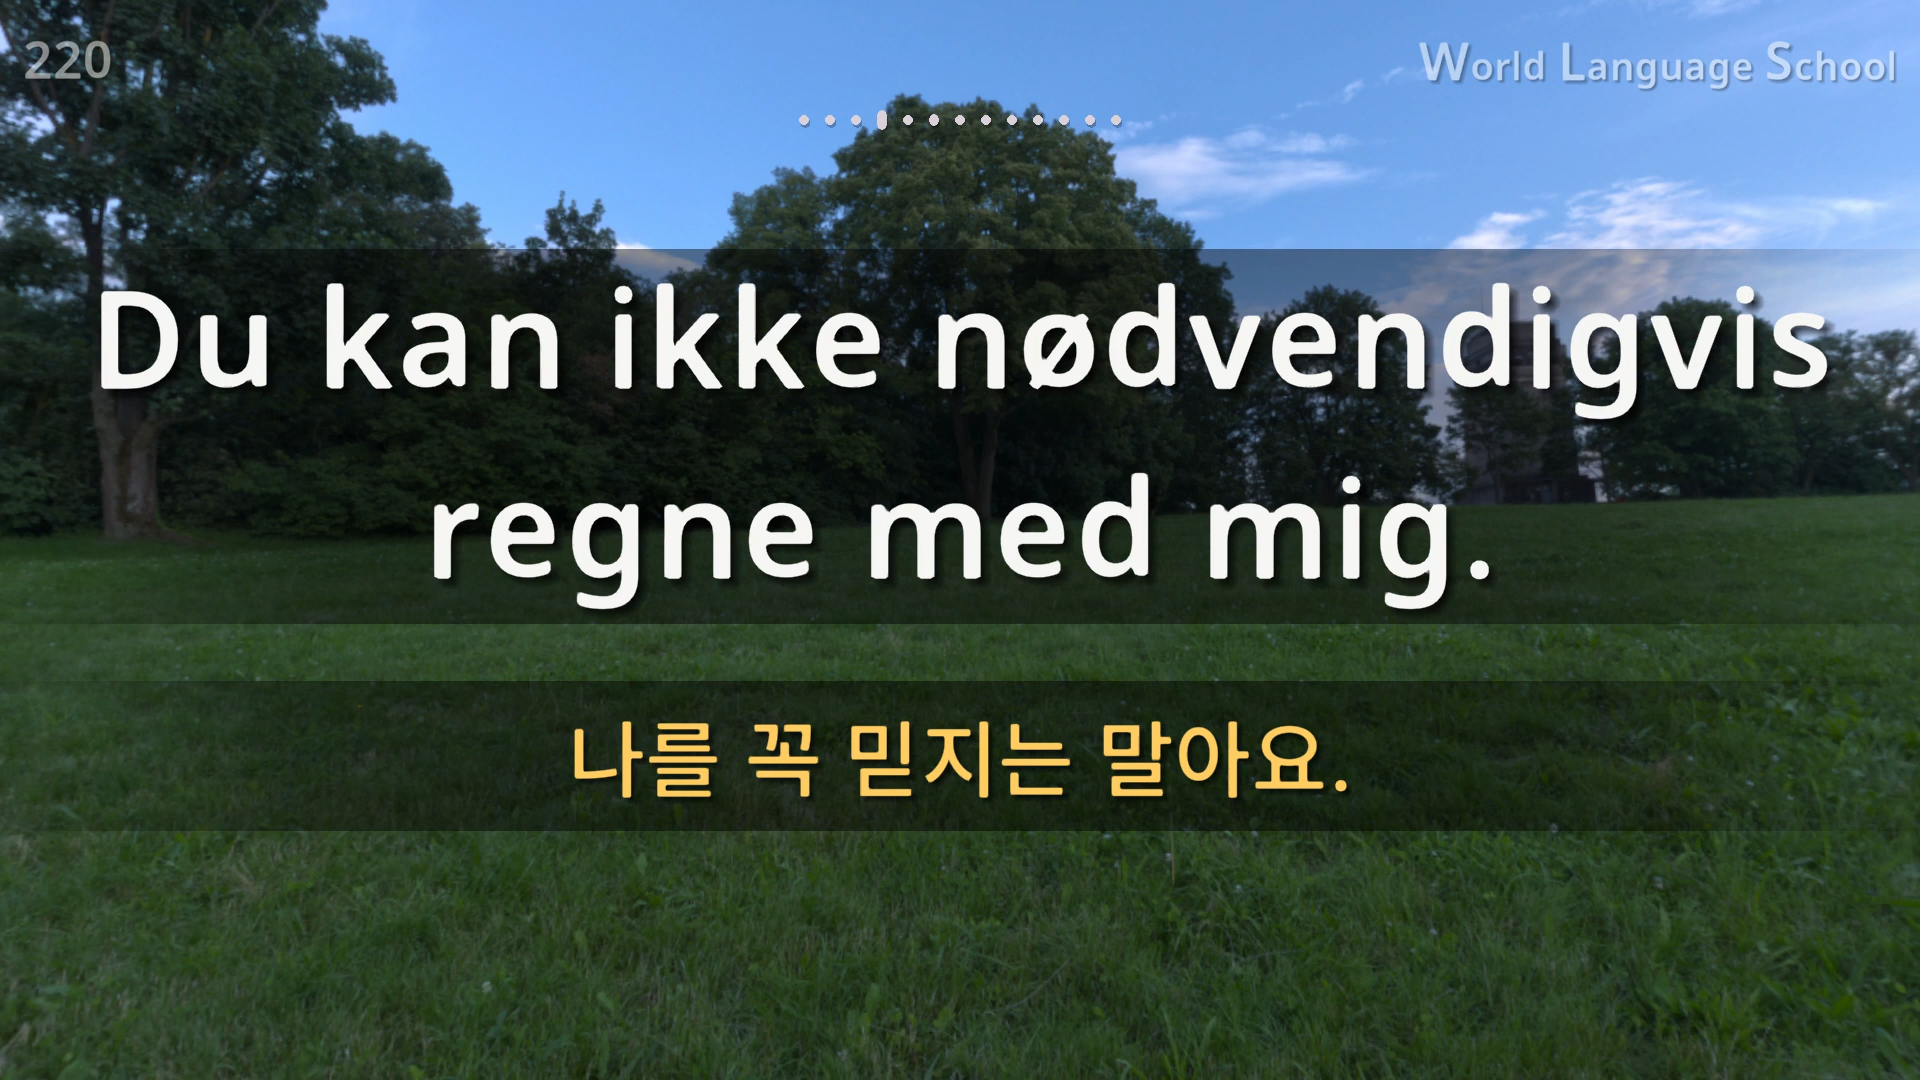 220
World Language School
Du kan ikke nødvendigvis
regne med mig.
나를 꼭 믿지는 말아요.